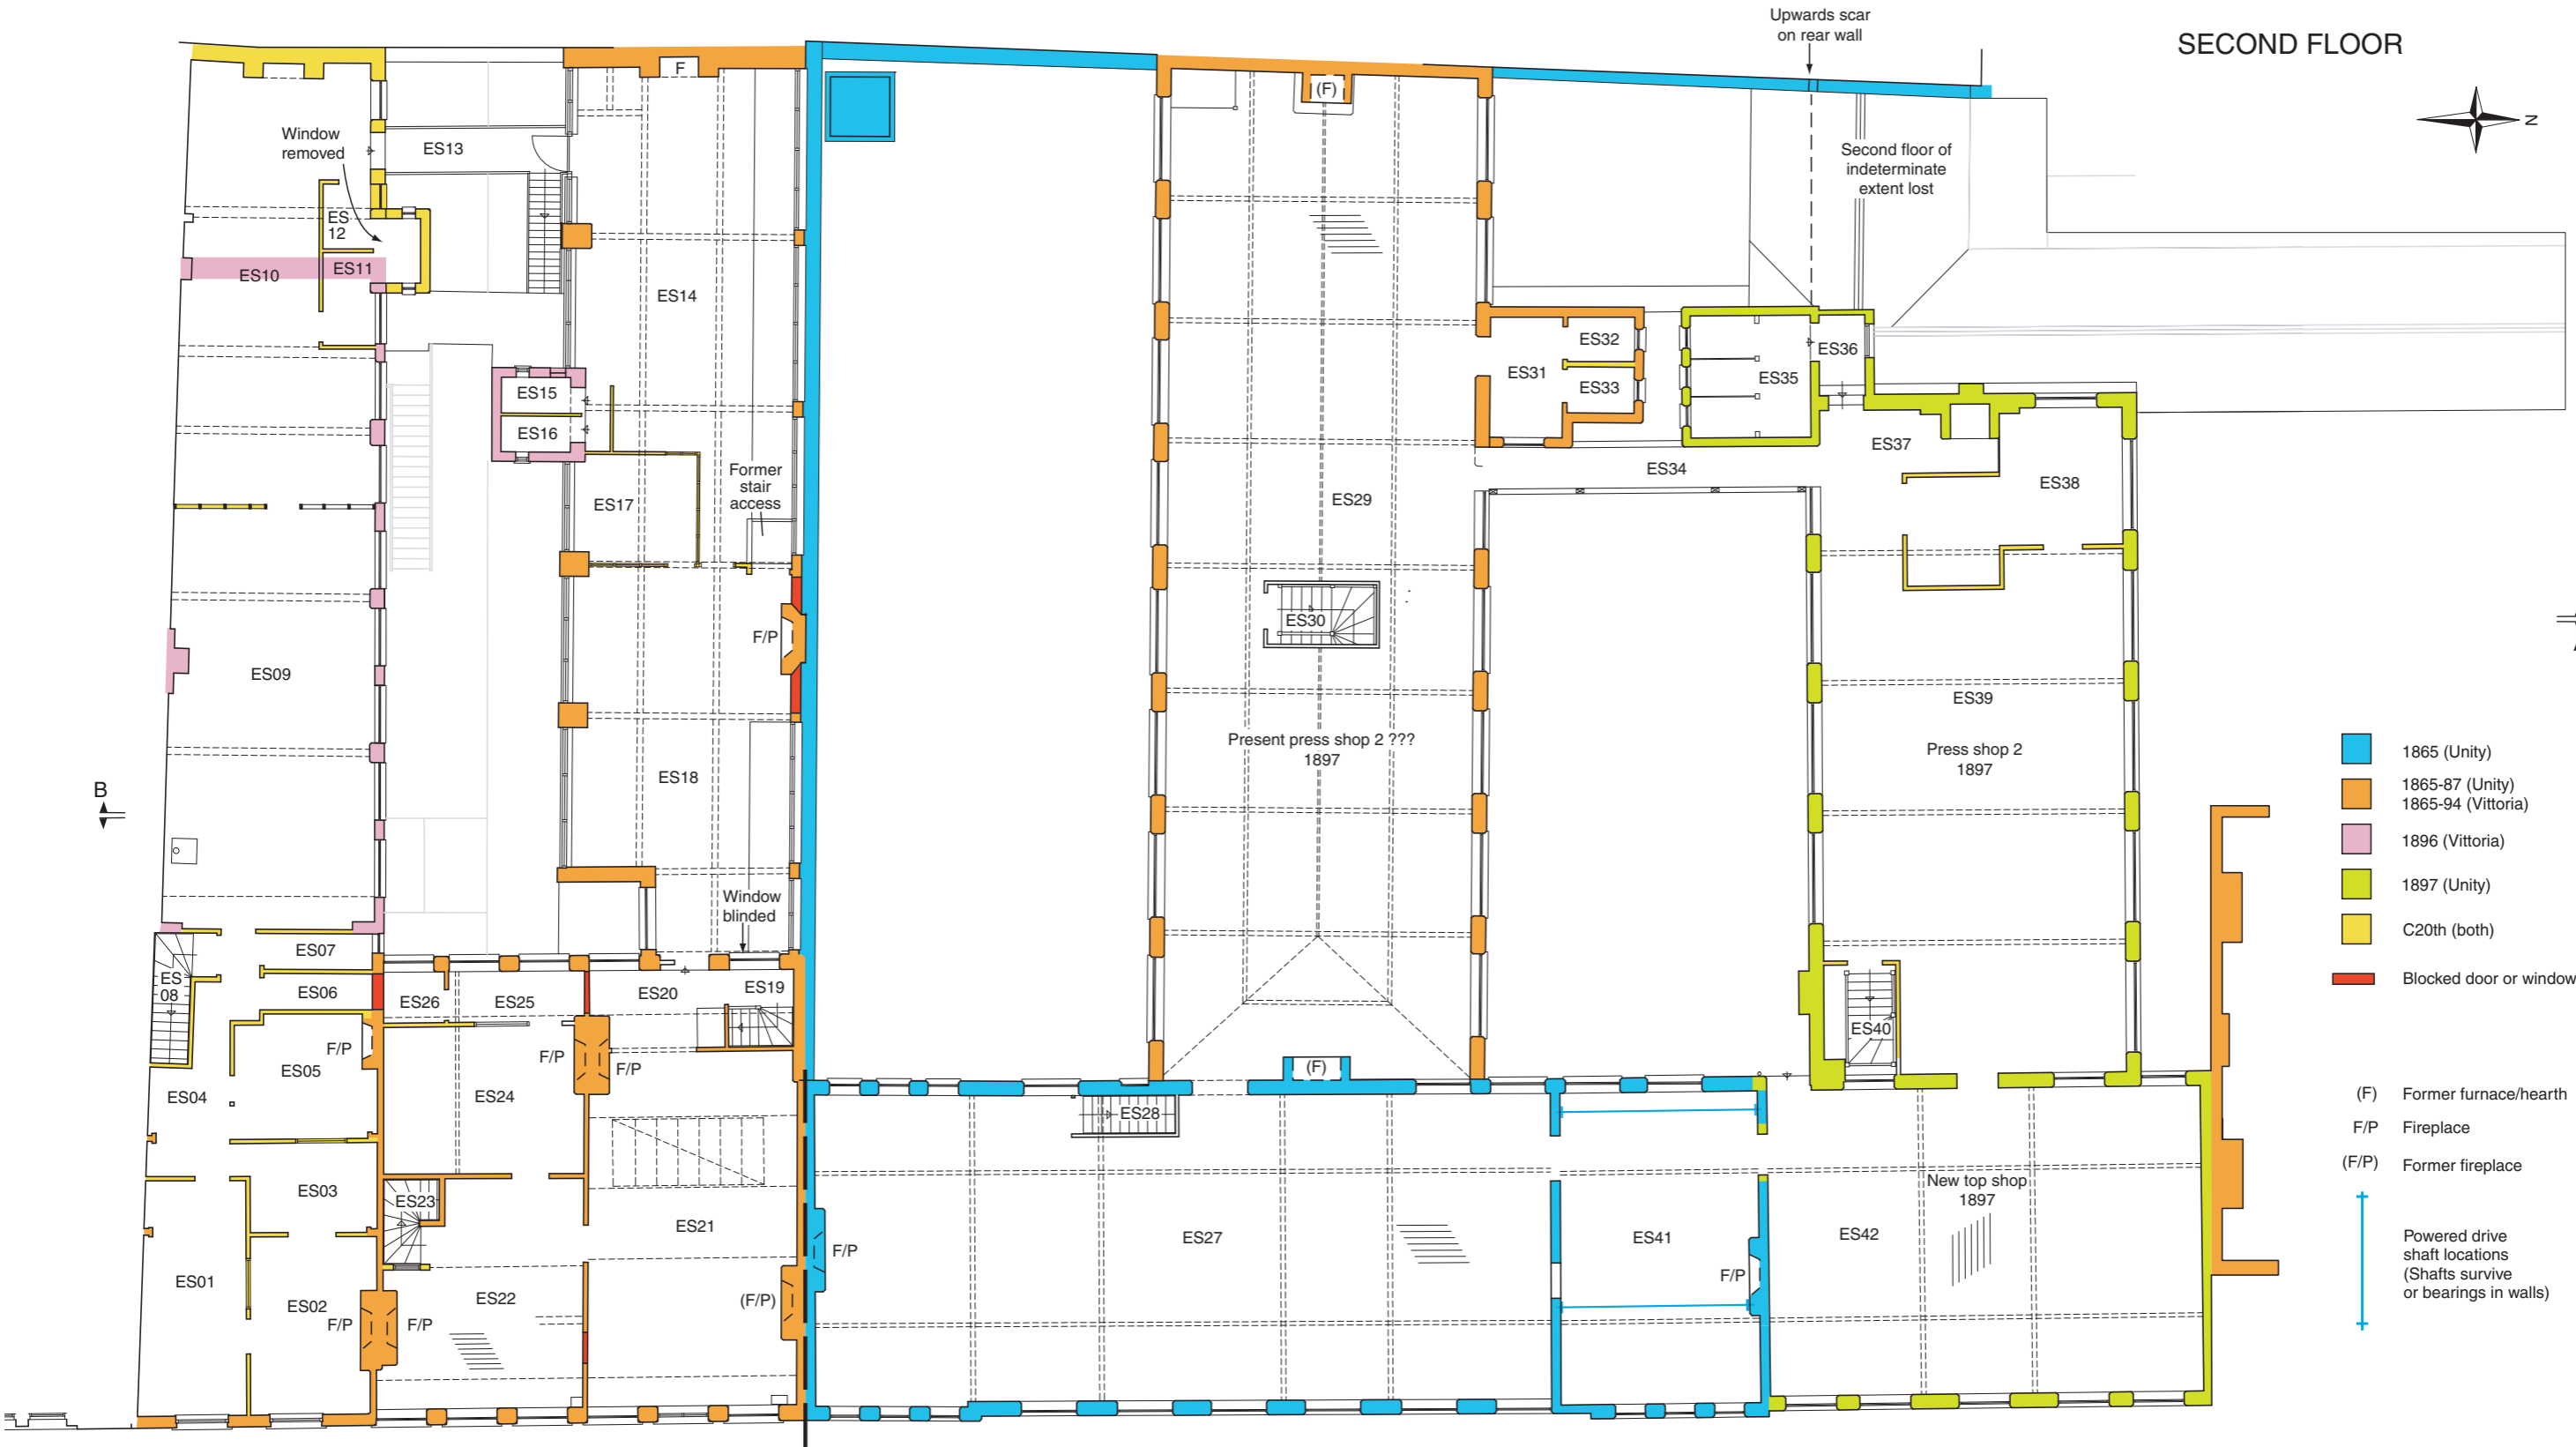 Upwards scar
on rear wall
SECOND FLOOR
N
F
(F)
Window
removed
ES13
Second floor of
indeterminate
extent lost
ES
12
ES10
ES11
ES14
ES15
ES16
ES32
ES31
ES33
ES36
ES35
ES37
ES34
ES38
Former
stair
access
ES17
ES29
ES30
F/P
ES09
ES39
Present press shop 2 ???
1897
Press shop 2
1897
ES18
B
Window
blinded
ES07
ES
08
ES06
ES26
ES25
ES20
ES19
ES40
F/P
F/P
F/P
ES05
(F)
ES04
ES24
ES28
ES03
ES23
New top shop
1897
ES21
ES27
ES41
ES42
F/P
F/P
ES01
ES02
ES22
(F/P)
F/P
F/P
1865 (Unity)
1865-87 (Unity)
1865-94 (Vittoria)
1896 (Vittoria)
1897 (Unity)
C20th (both)
Blocked door or window
(F) Former furnace/hearth
F/P Fireplace
(F/P) Former fireplace
Powered drive
shaft locations
(Shafts survive
or bearings in walls)